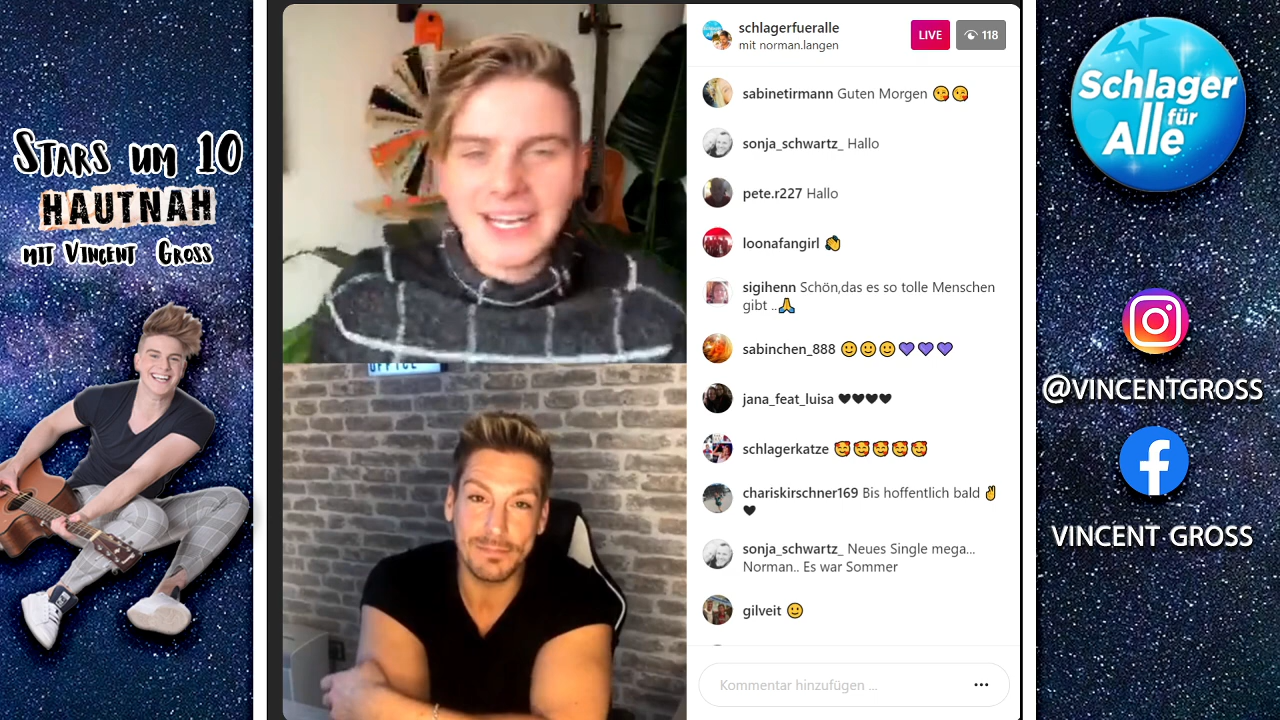 STARS UM 10
HAUTNAH
MIT VINCENT GROSS
OFFICE
schlagerfueralle
mit norman.langen
LIVE
118
sabinetirmann Guten Morgen 😘😘
sonja_schwartz_ Hallo
pete.r227 Hallo
loonafangirl 👏
sigihenn Schön,das es so tolle Menschen
gibt ..🙏
sabinchen_888 🙂🙂🙂💜💜💜
jana_feat_luisa ♥♥♥♥
schlagerkatze 🥰🥰🥰🥰🥰
chariskirschner169 Bis hoffentlich bald ✌
♥
sonja_schwartz_ Neues Single mega...
Norman.. Es war Sommer
gilveit 🙂
Kommentar hinzufügen ...
Schlager
für
Alle
@VINCENTGROSS
VINCENT GROSS